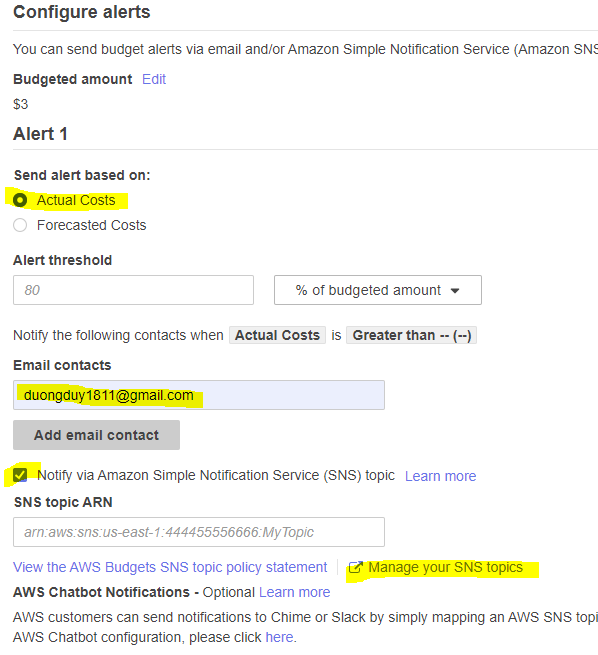 Configure alerts
You can send budget alerts via email and/or Amazon Simple Notification Service (Amazon SNS
Budgeted amount Edit
$3
Alert 1
Send alert based on:
Actual Costs
Forecasted Costs
Alert threshold
80 % of budgeted amount
Notify the following contacts when Actual Costs is Greater than -- (--)
Email contacts
duongduy1811@gmail.com
Add email contact
Notify via Amazon Simple Notification Service (SNS) topic Learn more
SNS topic ARN
arn:aws:sns:us-east-1:444455556666:MyTopic
View the AWS Budgets SNS topic policy statement Manage your SNS topics
AWS Chatbot Notifications - Optional Learn more
AWS customers can send notifications to Chime or Slack by simply mapping an AWS SNS topi
AWS Chatbot configuration, please click here.